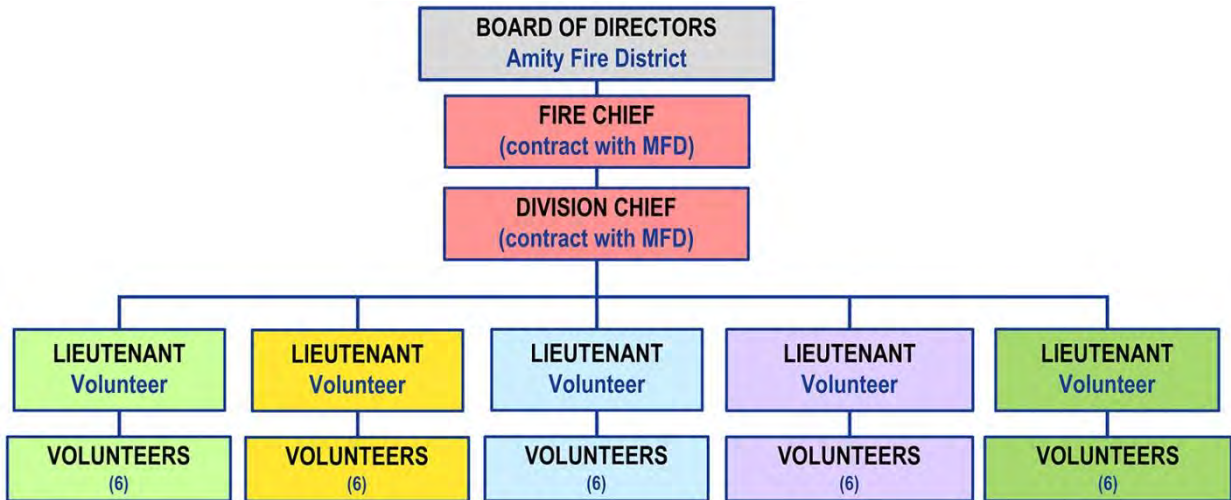 BOARD OF DIRECTORS
Amity Fire District
FIRE CHIEF
(contract with MFD)
DIVISION CHIEF
(contract with MFD)
LIEUTENANT
Volunteer
LIEUTENANT
Volunteer
LIEUTENANT
Volunteer
LIEUTENANT
Volunteer
LIEUTENANT
Volunteer
VOLUNTEERS
(6)
VOLUNTEERS
(6)
VOLUNTEERS
(6)
VOLUNTEERS
(6)
VOLUNTEERS
(6)